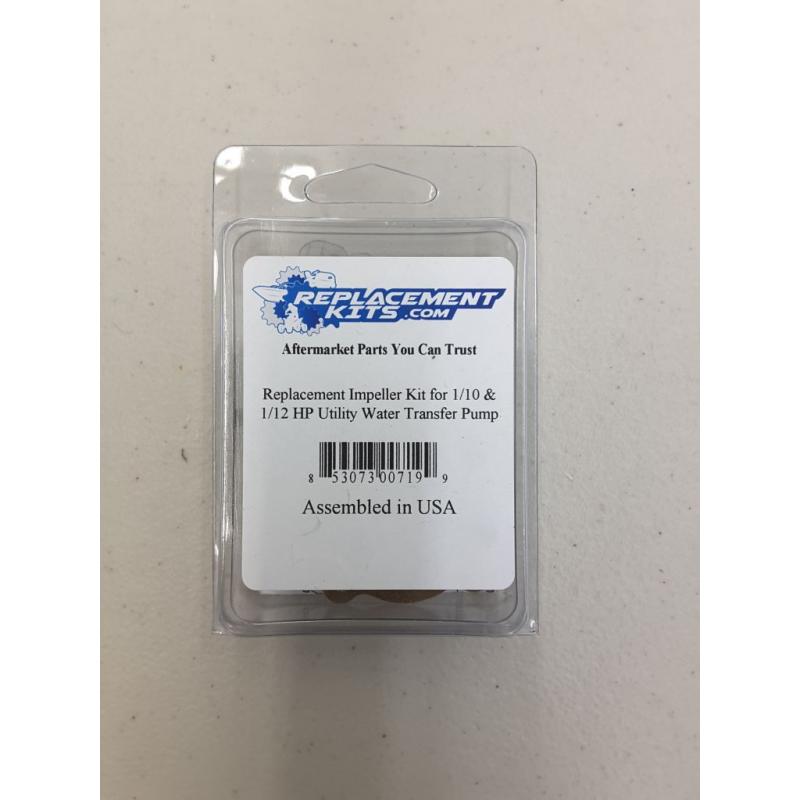 REPLACEMENT
KITS.COM
Aftermarket Parts You Can Trust
Replacement Impeller Kit for 1/10 &
1/12 HP Utility Water Transfer Pump
8 53073 00719 9
Assembled in USA